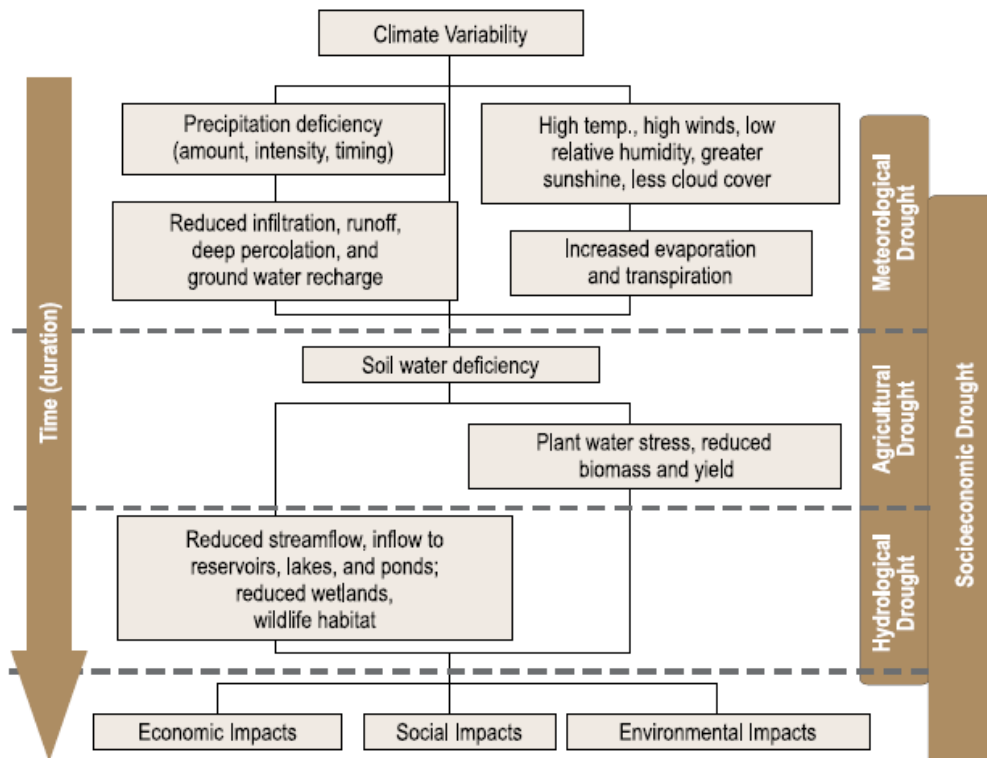 Climate Variability
Precipitation deficiency
(amount, intensity, timing)
High temp., high winds, low
relative humidity, greater
sunshine, less cloud cover
Reduced infiltration, runoff,
deep percolation, and
ground water recharge
Increased evaporation
and transpiration
Meteorological
Drought
Time (duration)
Soil water deficiency
Plant water stress, reduced
biomass and yield
Agricultural
Drought
Socioeconomic Drought
Reduced streamflow, inflow to
reservoirs, lakes, and ponds;
reduced wetlands,
wildlife habitat
Hydrological
Drought
Economic Impacts
Social Impacts
Environmental Impacts